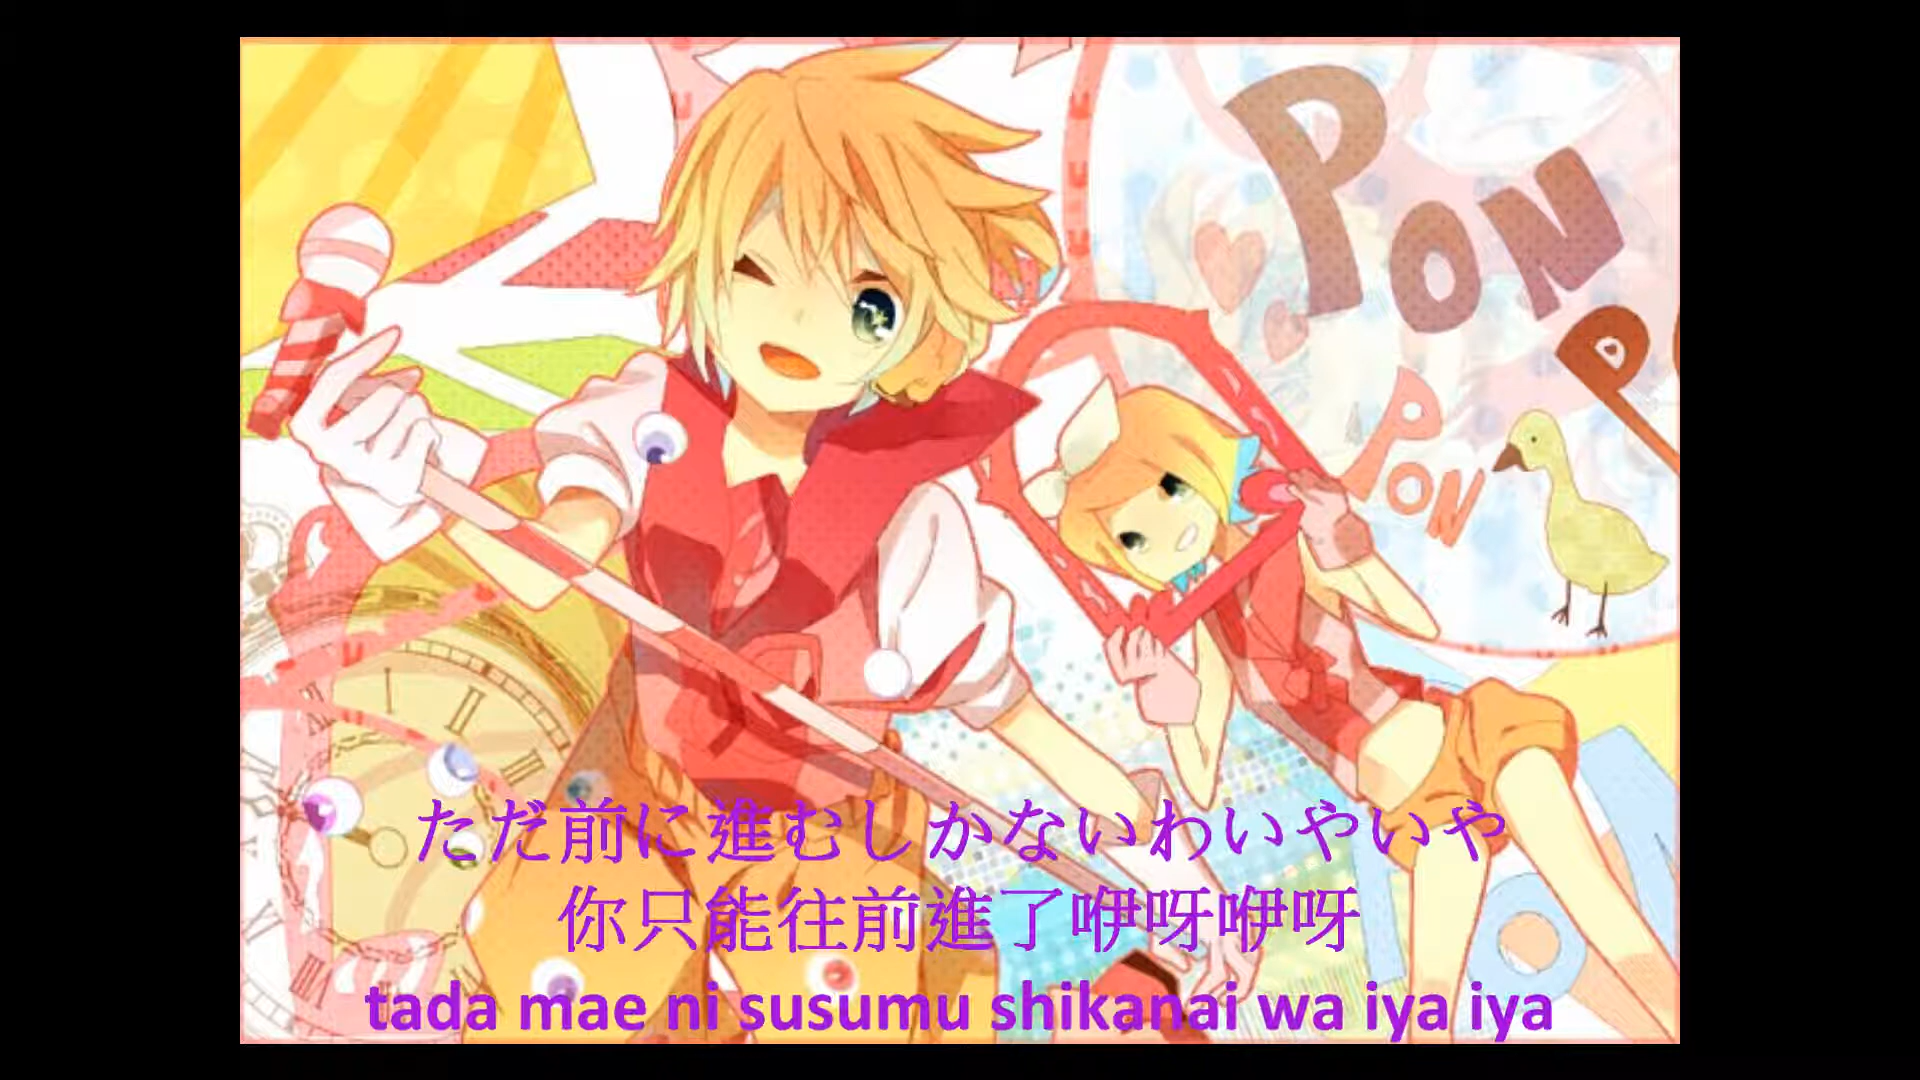 PON
PON
P
ただ前に進むしかないわいやいや
你只能往前進了咿呀咿呀
tada mae ni susumu shikanai wa iya iya